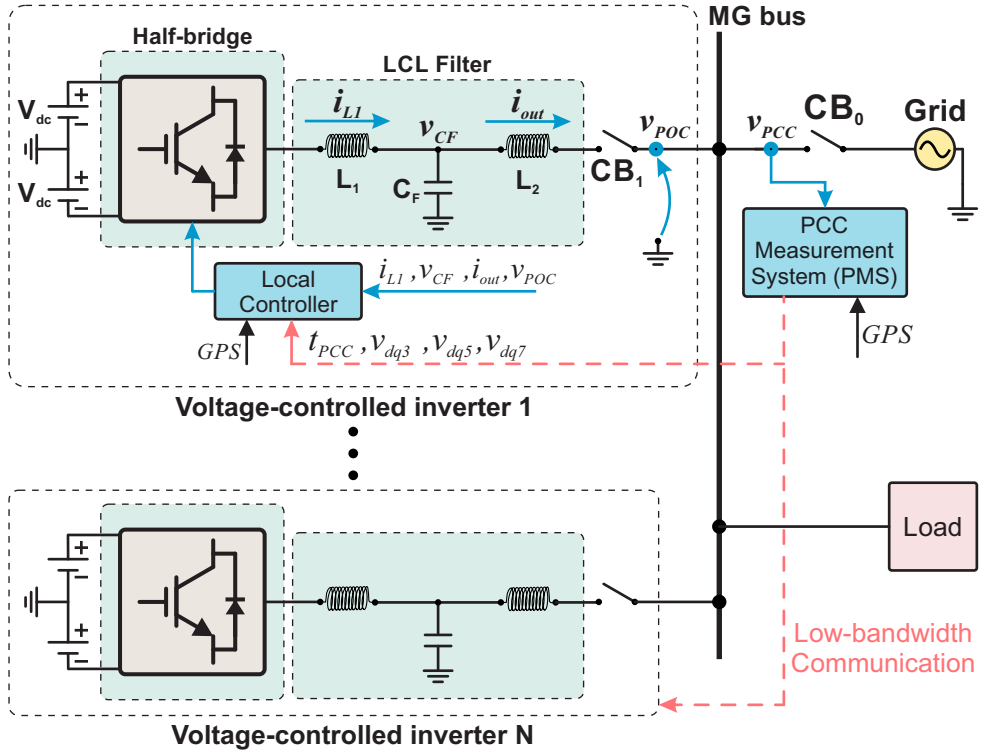 MG bus
Half-bridge
LCL Filter
V_dc
+
−
V_dc
+
−
i_L1
v_CF
i_out
L_1
C_F
L_2
CB_1
v_POC
v_PCC
CB_0
Grid
PCC
Measurement
System (PMS)
GPS
Local
Controller
i_L1 ,v_CF ,i_out,v_POC
GPS
t_PCC ,v_dq3 ,v_dq5,v_dq7
Voltage-controlled inverter 1
+
−
+
−
Load
Low-bandwidth
Communication
Voltage-controlled inverter N